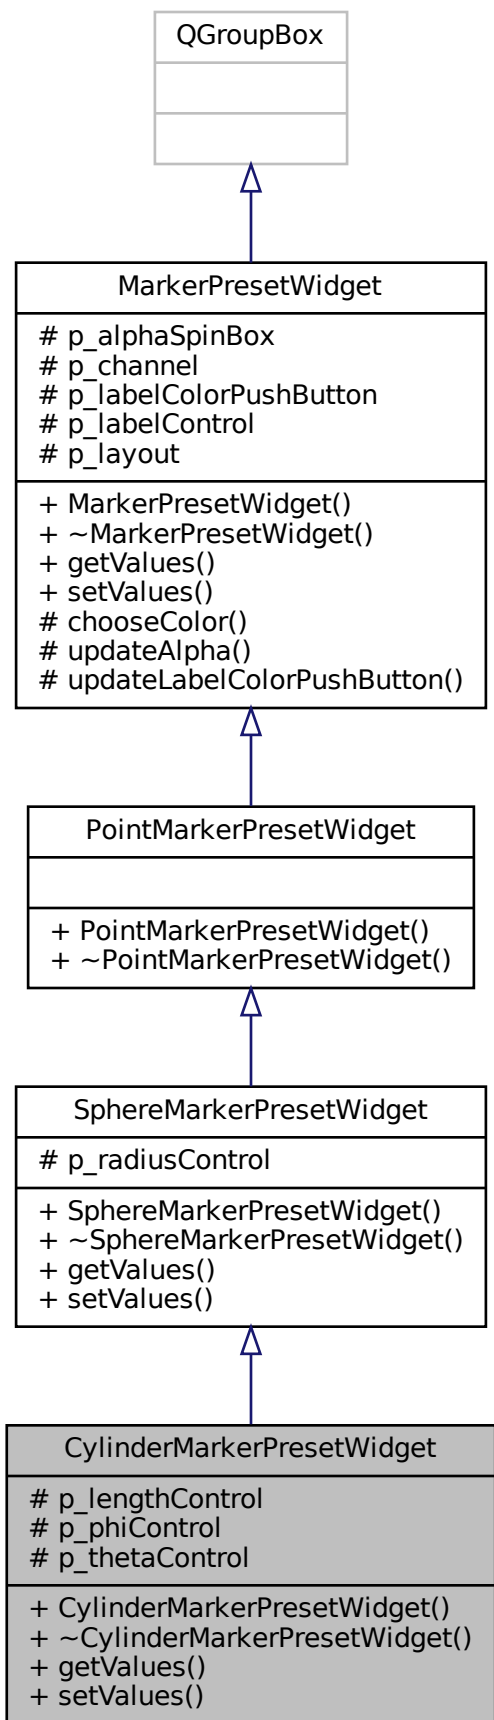 QGroupBox
MarkerPresetWidget
# p_alphaSpinBox
# p_channel
# p_labelColorPushButton
# p_labelControl
# p_layout
+ MarkerPresetWidget()
+ ~MarkerPresetWidget()
+ getValues()
+ setValues()
# chooseColor()
# updateAlpha()
# updateLabelColorPushButton()
PointMarkerPresetWidget
+ PointMarkerPresetWidget()
+ ~PointMarkerPresetWidget()
SphereMarkerPresetWidget
# p_radiusControl
+ SphereMarkerPresetWidget()
+ ~SphereMarkerPresetWidget()
+ getValues()
+ setValues()
CylinderMarkerPresetWidget
# p_lengthControl
# p_phiControl
# p_thetaControl
+ CylinderMarkerPresetWidget()
+ ~CylinderMarkerPresetWidget()
+ getValues()
+ setValues()